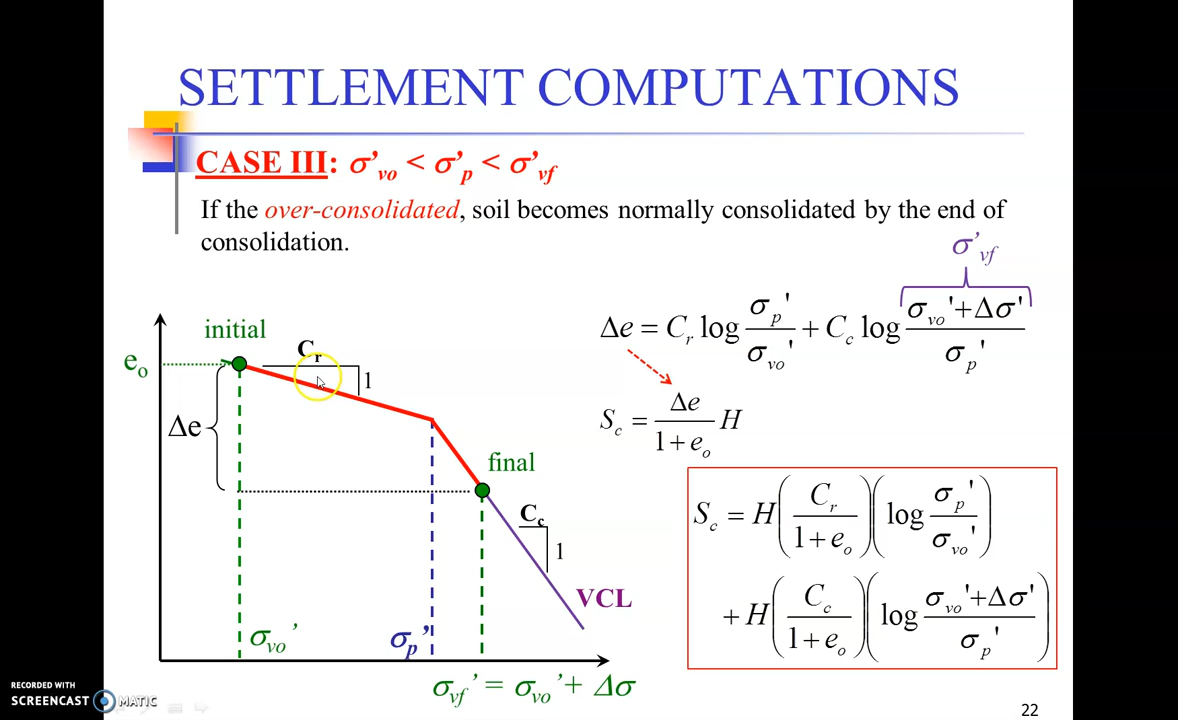 SETTLEMENT COMPUTATIONS
CASE III: σ'vo < σ'p < σ'vf
If the over-consolidated, soil becomes normally consolidated by the end of
consolidation.
σ'vf
Δe = Cr log σp'/σvo' + Cc log (σvo'+Δσ')/σp'
Sc = Δe/(1+eo) H
Sc = H(Cr/(1+eo))(log σp'/σvo')
+ H(Cc/(1+eo))(log (σvo'+Δσ')/σp')
initial
Cr
1
eo
Δe
final
Cc
1
VCL
σvo'
σp'
σvf' = σvo'+ Δσ
RECORDED WITH
SCREENCAST MATIC
22